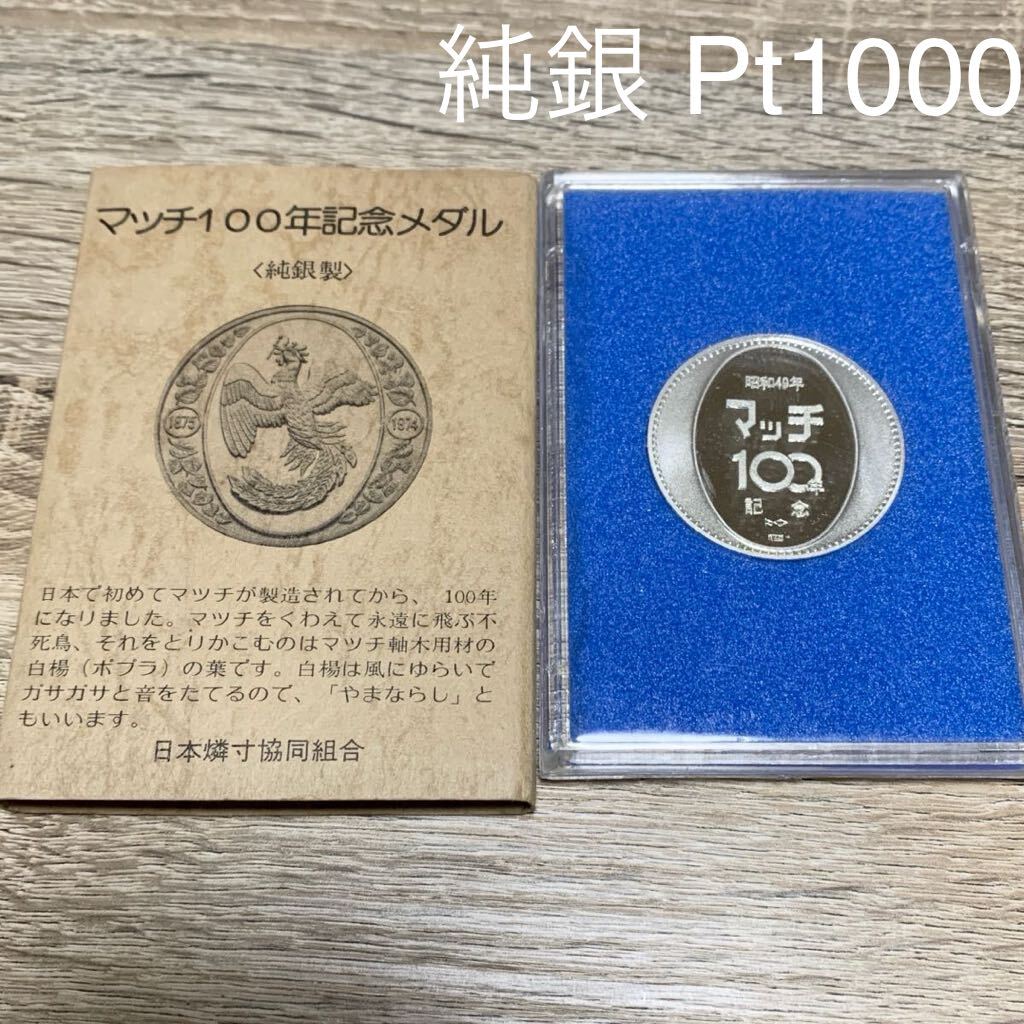 純銀 Pt1000
マッチ100年記念メダル
〈純銀製〉
1875
1974
日本で初めてマッチが製造されてから、100年
になりました。マッチをくわえて永遠に飛ぶ不
死鳥、それをとりかこむのはマッチ軸木用材の
白楊（ポプラ）の葉です。白楊は風にゆらいで
ガサガサと音をたてるので、「やまならし」と
もいいます。
日本燐寸協同組合
昭和49年
マッチ
100年
記念